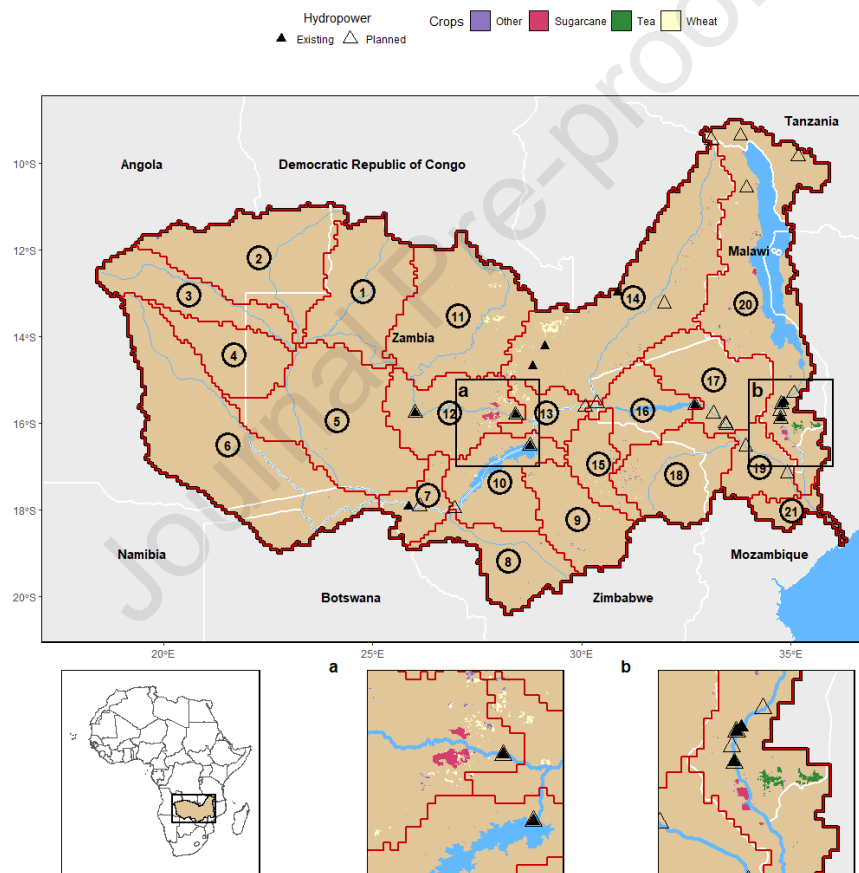 Hydropower
Existing Planned
Crops Other Sugarcane Tea Wheat
Journal Pre-proof
10°S
12°S
14°S
16°S
18°S
20°S
20°E
25°E
30°E
35°E
Angola
Democratic Republic of Congo
Tanzania
Malawi
Zambia
Namibia
Botswana
Zimbabwe
Mozambique
1
2
3
4
5
6
7
8
9
10
11
12
13
14
15
16
17
18
19
20
21
a
b
a
b